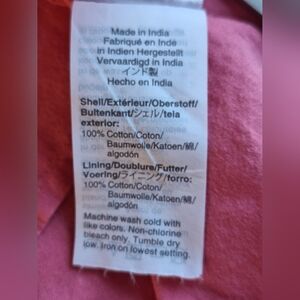 Made in India
Fabriqué en Inde
in Indien Hergestellt
Vervaardigd in India
インド製
Hecho en India
Shell/Extérieur/Oberstoff/
Buitenkant/シェル/tela
exterior:
100% Cotton/Coton/
Baumwolle/Katoen/綿/
algodón
Lining/Doublure/Futter/
Voering/ライニング/forro:
100% Cotton/Coton/
Baumwolle/Katoen/綿/
algodón
Machine wash cold with
like colors. Non-chlorine
bleach only. Tumble dry
low. Iron on lowest setting.